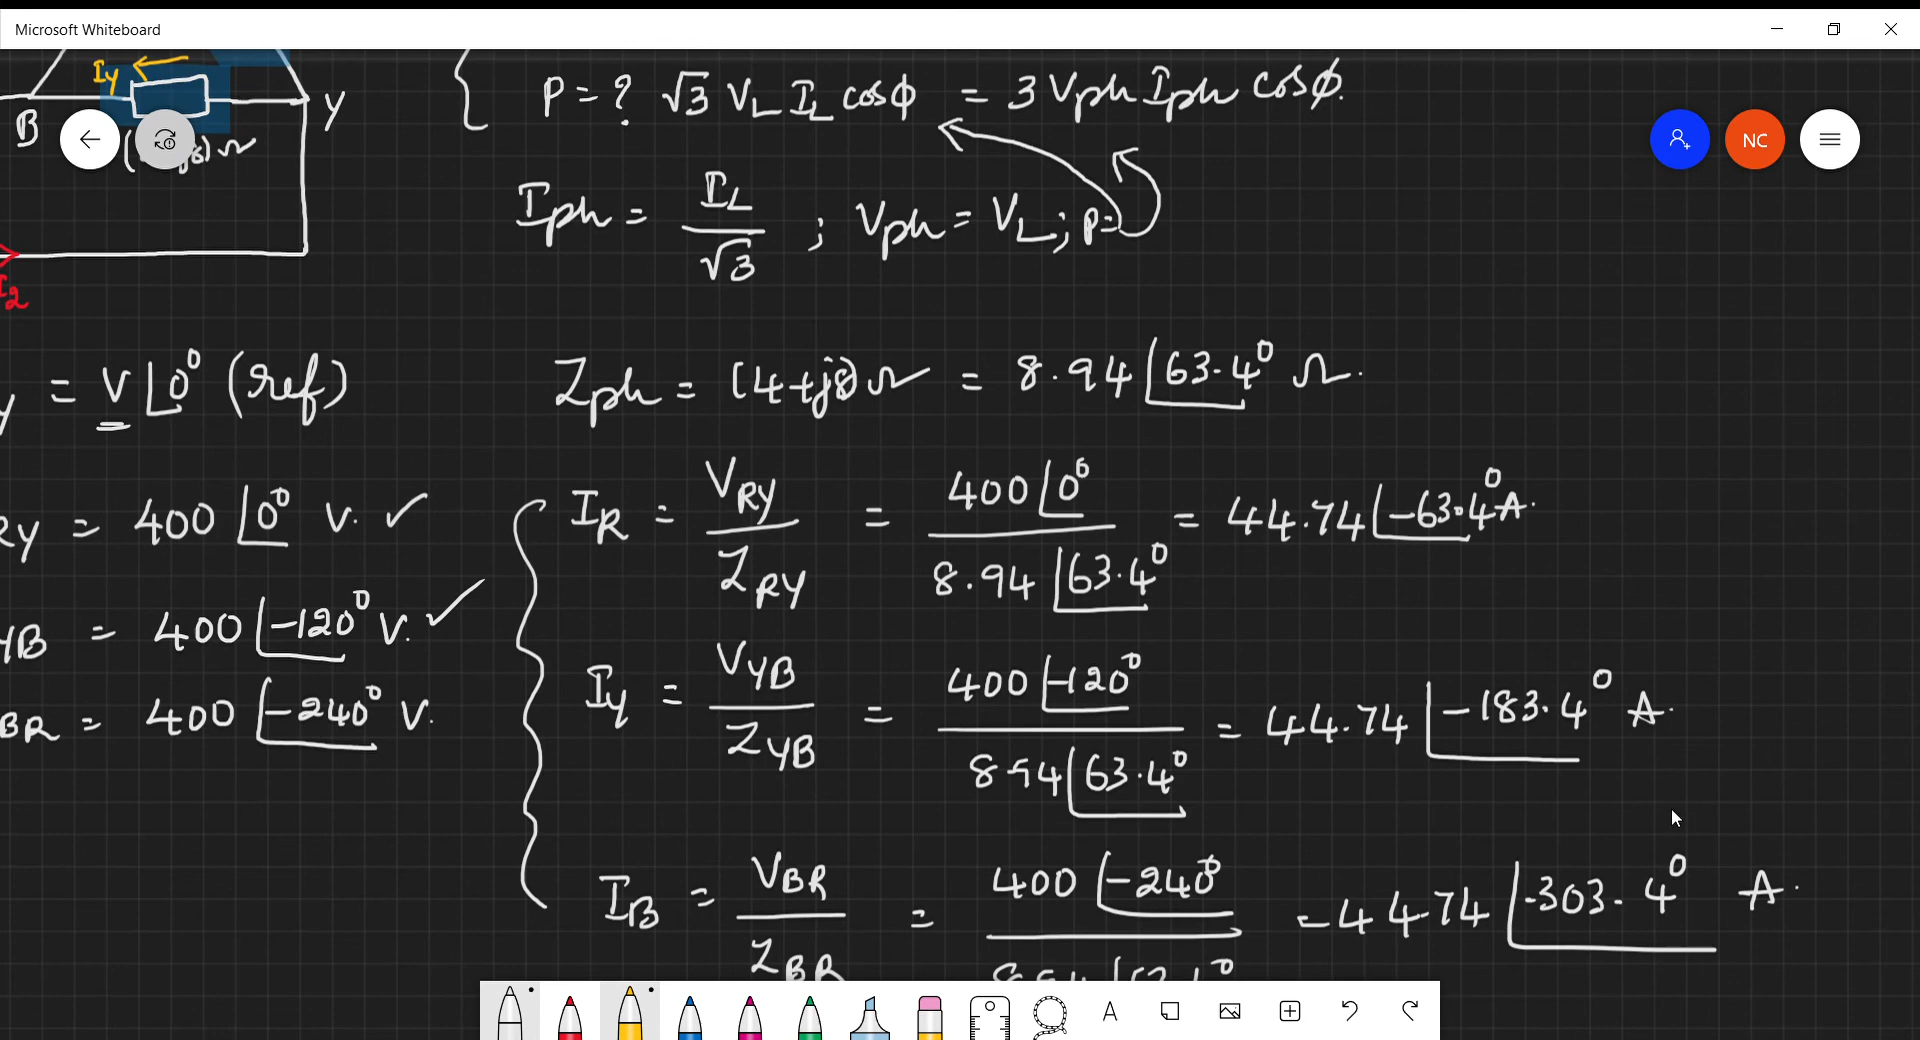 Microsoft Whiteboard
Iy
B
Y
I2
P = ? √3 VL IL cosϕ = 3 Vph Iph cosϕ.
Iph = IL/√3 ; Vph = VL ; P =
NC
= V∠0° (ref)
Zph = (4+j8)Ω = 8.94∠63.4° Ω.
RY = 400∠0° V. ✓
IR = VRY/ZRY = 400∠0°/8.94∠63.4° = 44.74∠-63.4° A.
YB = 400∠-120° V. ✓
Iy = VYB/ZYB = 400∠-120°/8.94∠63.4° = 44.74∠-183.4° A.
BR = 400∠-240° V.
IB = VBR/ZBR = 400∠-240° = 44.74∠-303.4° A.